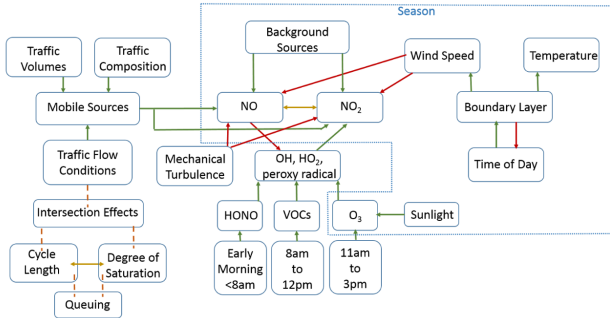 Season
Traffic
Volumes
Traffic
Composition
Background
Sources
Wind Speed
Temperature
Mobile Sources
NO
NO2
Boundary Layer
Traffic Flow
Conditions
Mechanical
Turbulence
OH, HO2,
peroxy radical
Time of Day
Intersection Effects
HONO
VOCs
O3
Sunlight
Cycle
Length
Degree of
Saturation
Early
Morning
<8am
8am
to
12pm
11am
to
3pm
Queuing